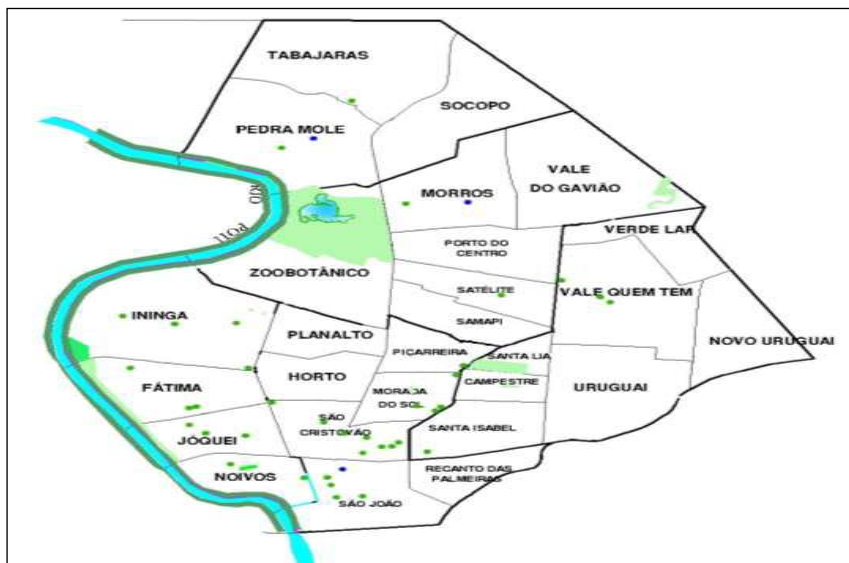 TABAJARAS
SOCOPO
PEDRA MOLE
VALE
DO GAVIÃO
MORROS
RIO
POTI
VERDE LAR
PORTO DO
CENTRO
ZOOBOTÂNICO
SATÉLITE
VALE QUEM TEM
ININGA
SAMAPI
PLANALTO
NOVO URUGUAI
PIÇARREIRA
SANTA LIA
HORTO
CAMPESTRE
FÁTIMA
URUGUAI
MORADA
DO SOL
SÃO
CRISTOVÃO
SANTA ISABEL
JÓQUEI
NOIVOS
RECANTO DAS
PALMEIRAS
SÃO JOÃO